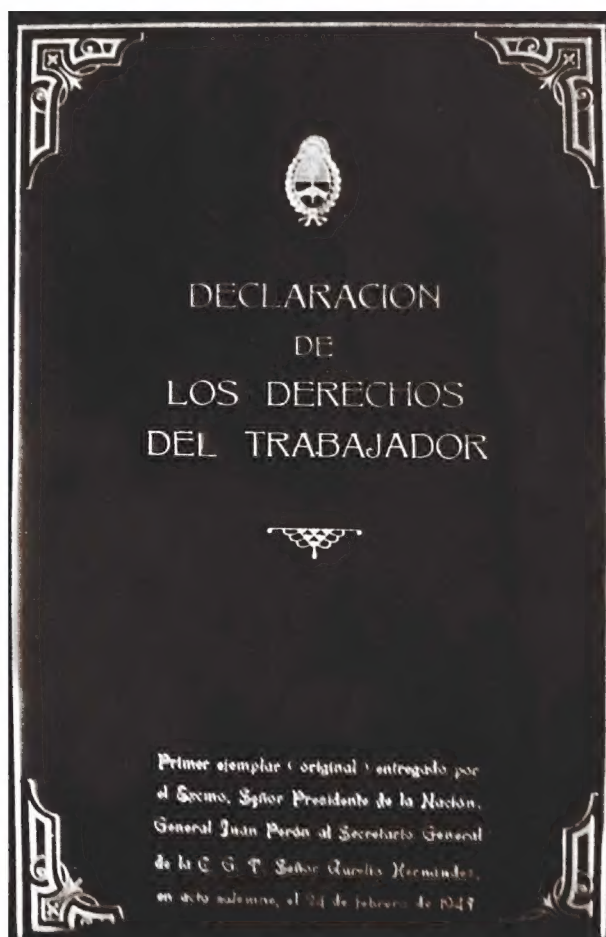 DECLARACION
DE
LOS DERECHOS
DEL TRABAJADOR
Primer ejemplar ( original ) entregado por
el Excmo. Señor Presidente de la Nación,
General Juan Perón al Secretario General
de la C. G. T. Señor Aurelio Hernández,
en acto solemne, el 24 de febrero de